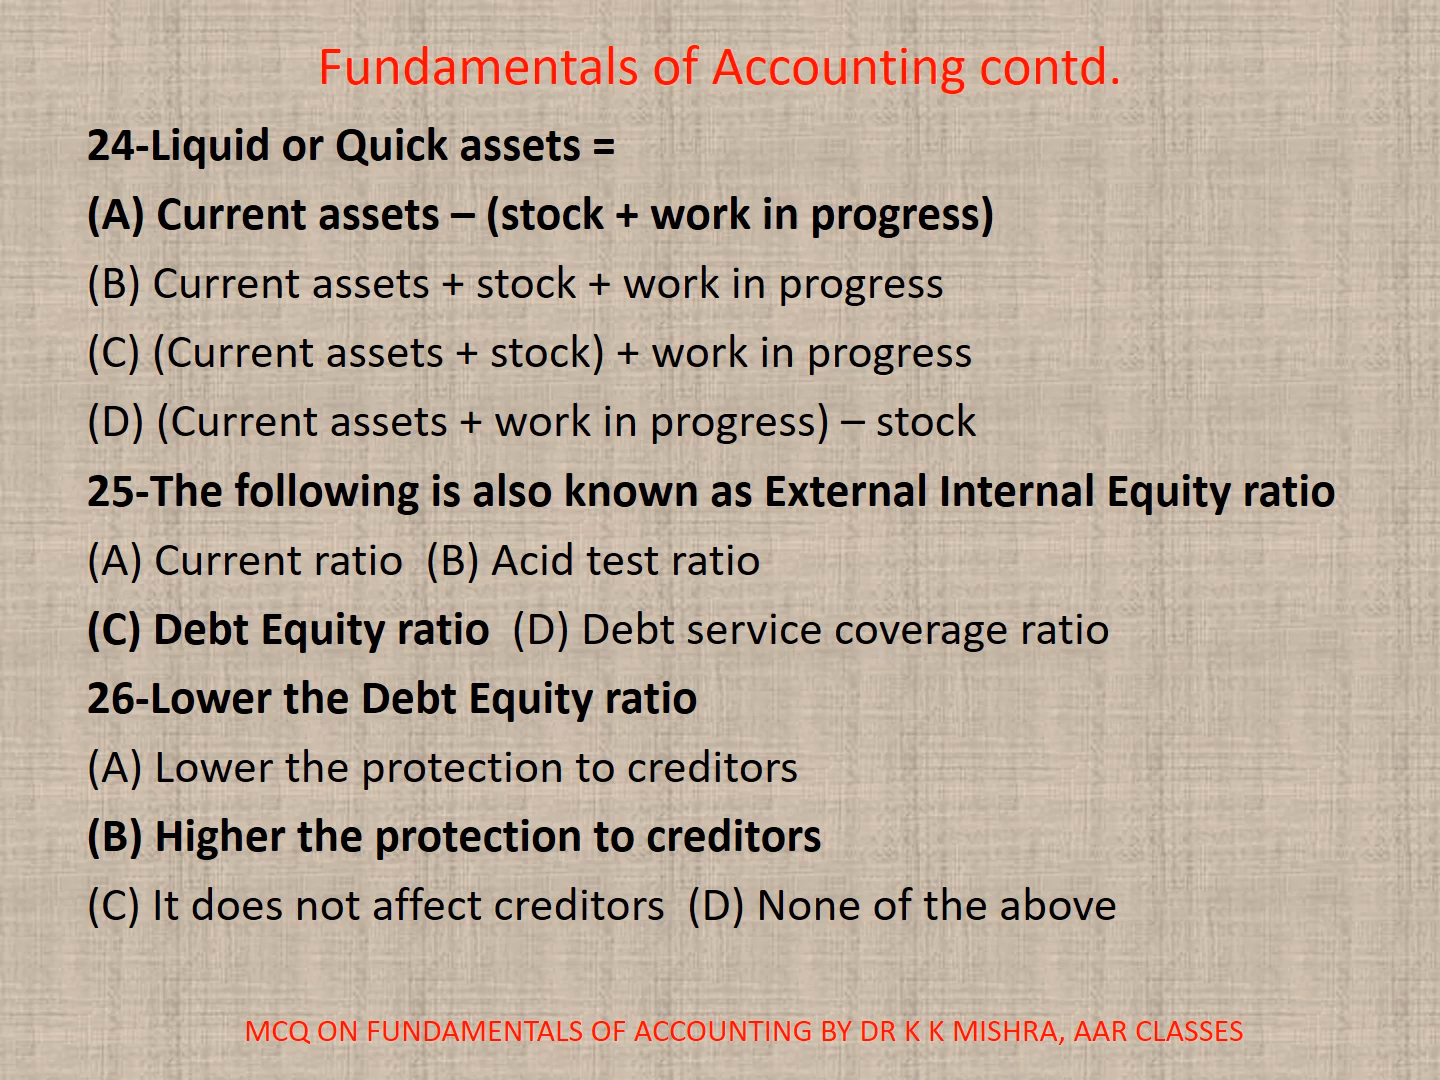 Fundamentals of Accounting contd.
24-Liquid or Quick assets =
(A) Current assets – (stock + work in progress)
(B) Current assets + stock + work in progress
(C) (Current assets + stock) + work in progress
(D) (Current assets + work in progress) – stock
25-The following is also known as External Internal Equity ratio
(A) Current ratio (B) Acid test ratio
(C) Debt Equity ratio (D) Debt service coverage ratio
26-Lower the Debt Equity ratio
(A) Lower the protection to creditors
(B) Higher the protection to creditors
(C) It does not affect creditors (D) None of the above
MCQ ON FUNDAMENTALS OF ACCOUNTING BY DR K K MISHRA, AAR CLASSES